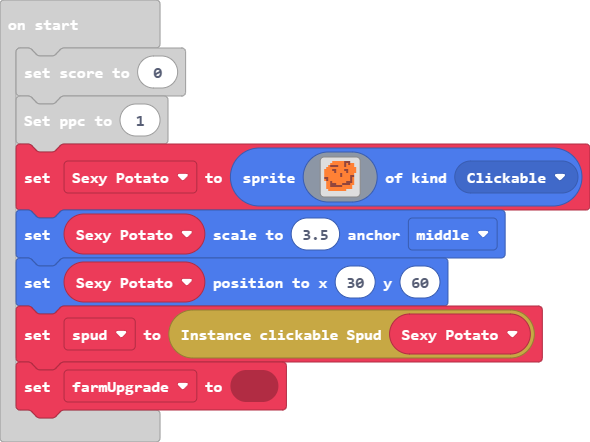 on start
set score to 0
Set ppc to 1
set Sexy Potato to sprite of kind Clickable
set Sexy Potato scale to 3.5 anchor middle
set Sexy Potato position to x 30 y 60
set spud to Instance clickable Spud Sexy Potato
set farmUpgrade to